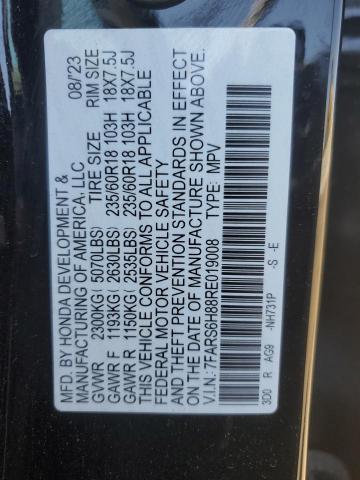 MFD. BY HONDA DEVELOPMENT & 08/'23
MANUFACTURING OF AMERICA, LLC
TIRE SIZE RIM SIZE
GVWR 2300KG( 5070LBS)
GAWR F 1193KG( 2630LBS) 235/60R18 103H 18X7.5J
GAWR R 1150KG( 2535LBS) 235/60R18 103H 18X7.5J
THIS VEHICLE CONFORMS TO ALL APPLICABLE
FEDERAL MOTOR VEHICLE SAFETY
AND THEFT PREVENTION STANDARDS IN EFFECT
ON THE DATE OF MANUFACTURE SHOWN ABOVE.
V.I.N.: 7FARS6H88RE019008 TYPE: MPV
3D0 R AG9 -NH731P -S -E